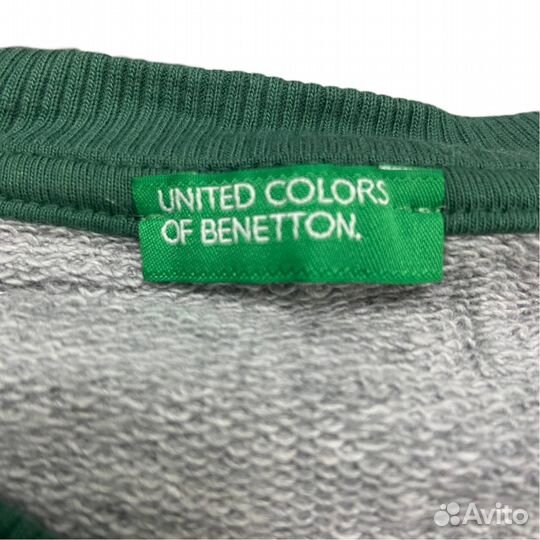 UNITED COLORS
OF BENETTON.
Avito